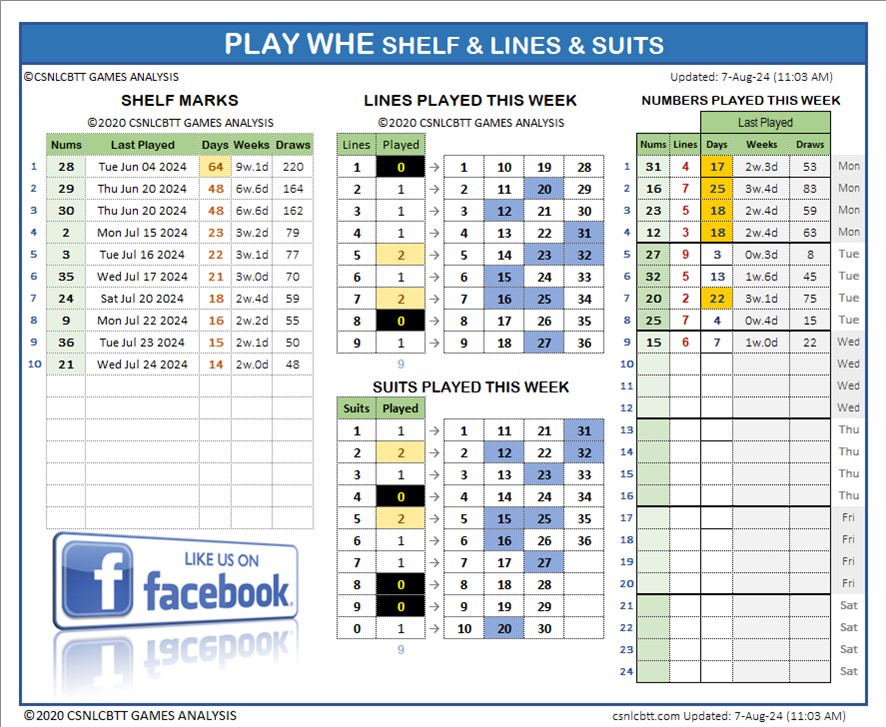 PLAY WHE SHELF & LINES & SUITS
©CSNLCBTT GAMES ANALYSIS
Updated: 7-Aug-24 (11:03 AM)
SHELF MARKS
©2020 CSNLCBTT GAMES ANALYSIS
Nums Last Played Days Weeks Draws
1 28 Tue Jun 04 2024 64 9w.1d 220
2 29 Thu Jun 20 2024 48 6w.6d 164
3 30 Thu Jun 20 2024 48 6w.6d 162
4 2 Mon Jul 15 2024 23 3w.2d 79
5 3 Tue Jul 16 2024 22 3w.1d 77
6 35 Wed Jul 17 2024 21 3w.0d 70
7 24 Sat Jul 20 2024 18 2w.4d 59
8 9 Mon Jul 22 2024 16 2w.2d 55
9 36 Tue Jul 23 2024 15 2w.1d 50
10 21 Wed Jul 24 2024 14 2w.0d 48
LIKE US ON
facebook.
LINES PLAYED THIS WEEK
©2020 CSNLCBTT GAMES ANALYSIS
Lines Played
1 0 → 1 10 19 28
2 1 → 2 11 20 29
3 1 → 3 12 21 30
4 1 → 4 13 22 31
5 2 → 5 14 23 32
6 1 → 6 15 24 33
7 2 → 7 16 25 34
8 0 → 8 17 26 35
9 1 → 9 18 27 36
9
SUITS PLAYED THIS WEEK
Suits Played
1 1 → 1 11 21 31
2 2 → 2 12 22 32
3 1 → 3 13 23 33
4 0 → 4 14 24 34
5 2 → 5 15 25 35
6 1 → 6 16 26 36
7 1 → 7 17 27
8 0 → 8 18 28
9 0 → 9 19 29
0 1 → 10 20 30
9
NUMBERS PLAYED THIS WEEK
Last Played
Nums Lines Days Weeks Draws
1 31 4 17 2w.3d 53 Mon
2 16 7 25 3w.4d 83 Mon
3 23 5 18 2w.4d 59 Mon
4 12 3 18 2w.4d 63 Mon
5 27 9 3 0w.3d 8 Tue
6 32 5 13 1w.6d 45 Tue
7 20 2 22 3w.1d 75 Tue
8 25 7 4 0w.4d 15 Tue
9 15 6 7 1w.0d 22 Wed
10 Wed
11 Wed
12 Wed
13 Thu
14 Thu
15 Thu
16 Thu
17 Fri
18 Fri
19 Fri
20 Fri
21 Sat
22 Sat
23 Sat
24 Sat
©2020 CSNLCBTT GAMES ANALYSIS
csnlcbtt.com Updated: 7-Aug-24 (11:03 AM)